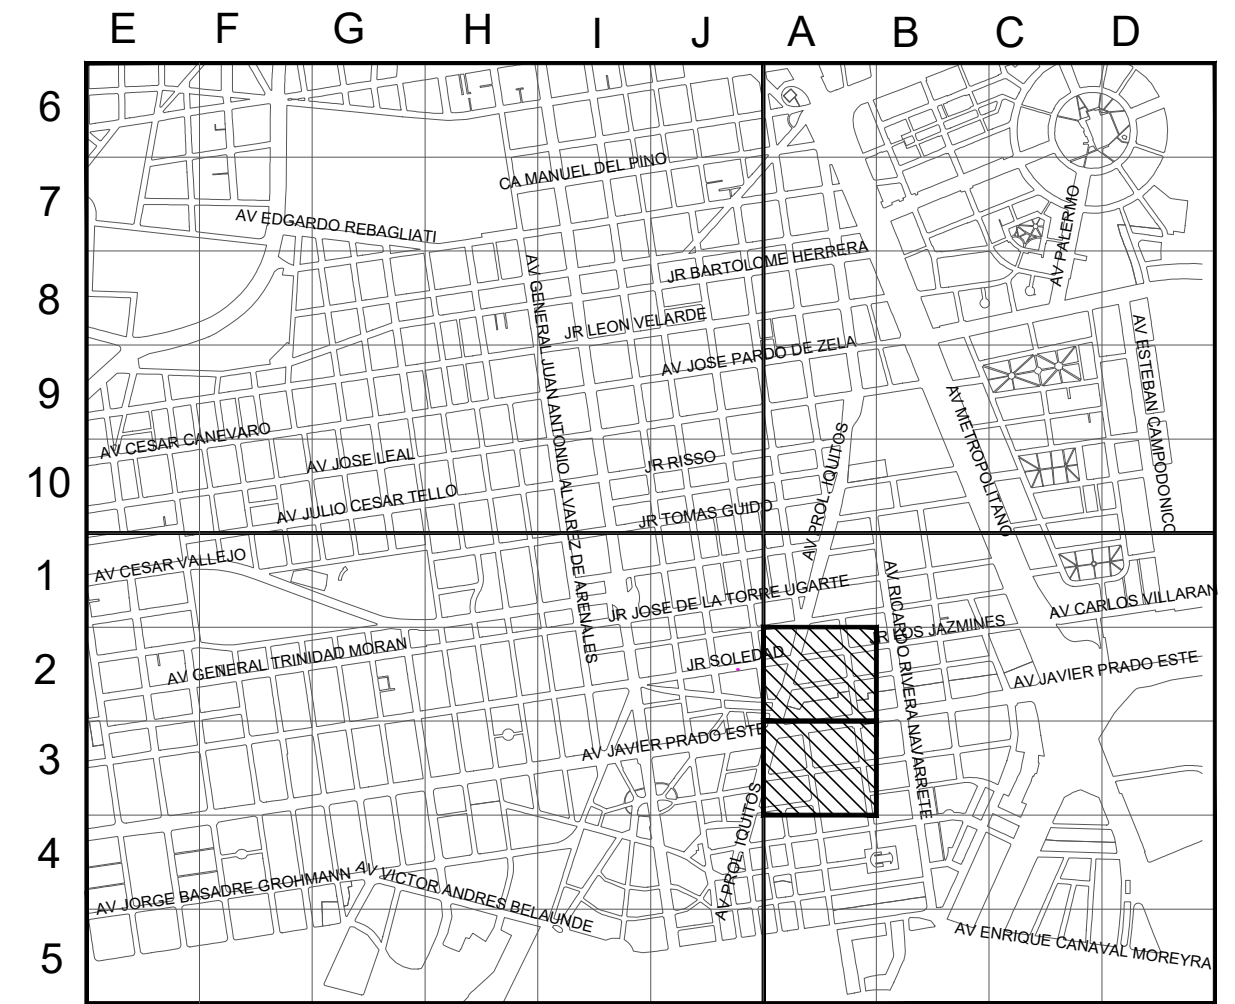 E F G H I J A B C D
6
CA MANUEL DEL PINO
7
AV EDGARDO REBAGLIATI
AV PALERMO
JR BARTOLOME HERRERA
8
AV GENERAL JUAN ANTONIO ALVAREZ DE ARENALES
JR LEON VELARDE
AV JOSE PARDO DE ZELA
AV ESTEBAN CAMPODONICO
9
AV METROPOLITANO
AV CESAR CANEVARO
AV PROL IQUITOS
AV JOSE LEAL
JR RISSO
10
AV JULIO CESAR TELLO
JR TOMAS GUIDO
1
AV CESAR VALLEJO
AV RICARDO RIVERA NAVARRETE
JR JOSE DE LA TORRE UGARTE
AV CARLOS VILLARAN
JR LOS JAZMINES
2
AV GENERAL TRINIDAD MORAN
JR SOLEDAD
AV JAVIER PRADO ESTE
3
AV JAVIER PRADO ESTE
AV PROL IQUITOS
4
AV JORGE BASADRE GROHMANN
AV VICTOR ANDRES BELAUNDE
5
AV ENRIQUE CANAVAL MOREYRA